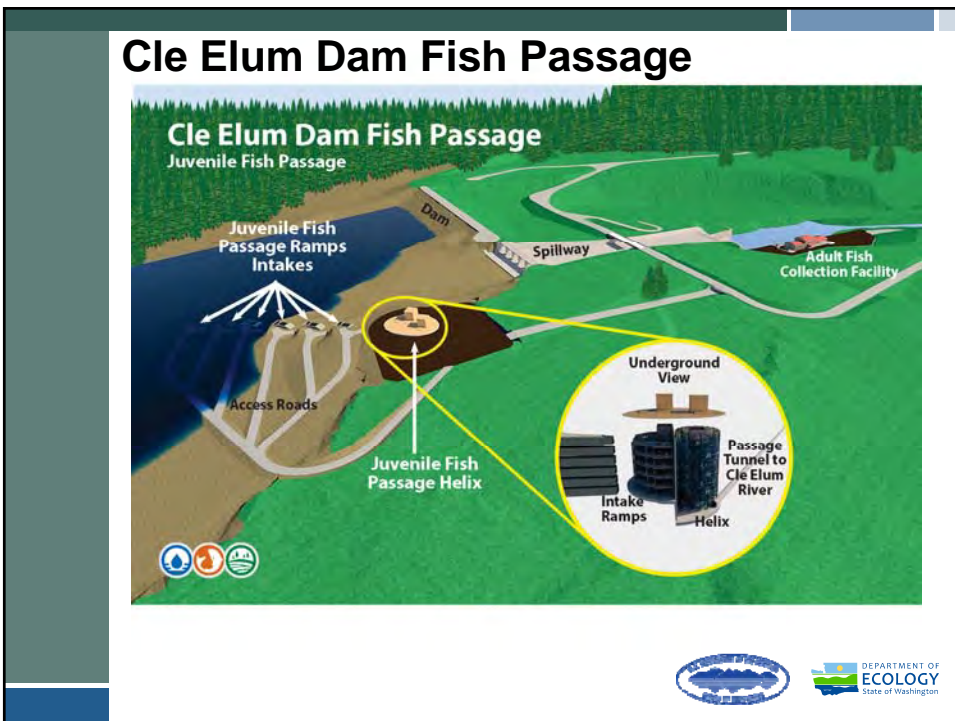 Cle Elum Dam Fish Passage
Cle Elum Dam Fish Passage
Juvenile Fish Passage
Juvenile Fish
Passage Ramps
Intakes
Dam
Spillway
Adult Fish
Collection Facility
Access Roads
Juvenile Fish
Passage Helix
Underground
View
Passage
Tunnel to
Cle Elum
River
Intake
Ramps
Helix
DEPARTMENT OF
ECOLOGY
State of Washington